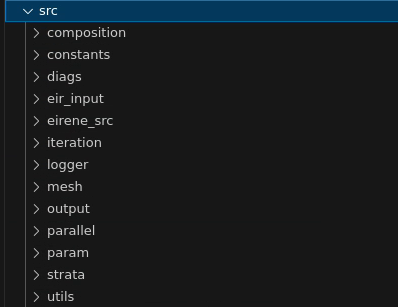 src
composition
constants
diags
eir_input
eirene_src
iteration
logger
mesh
output
parallel
param
strata
utils